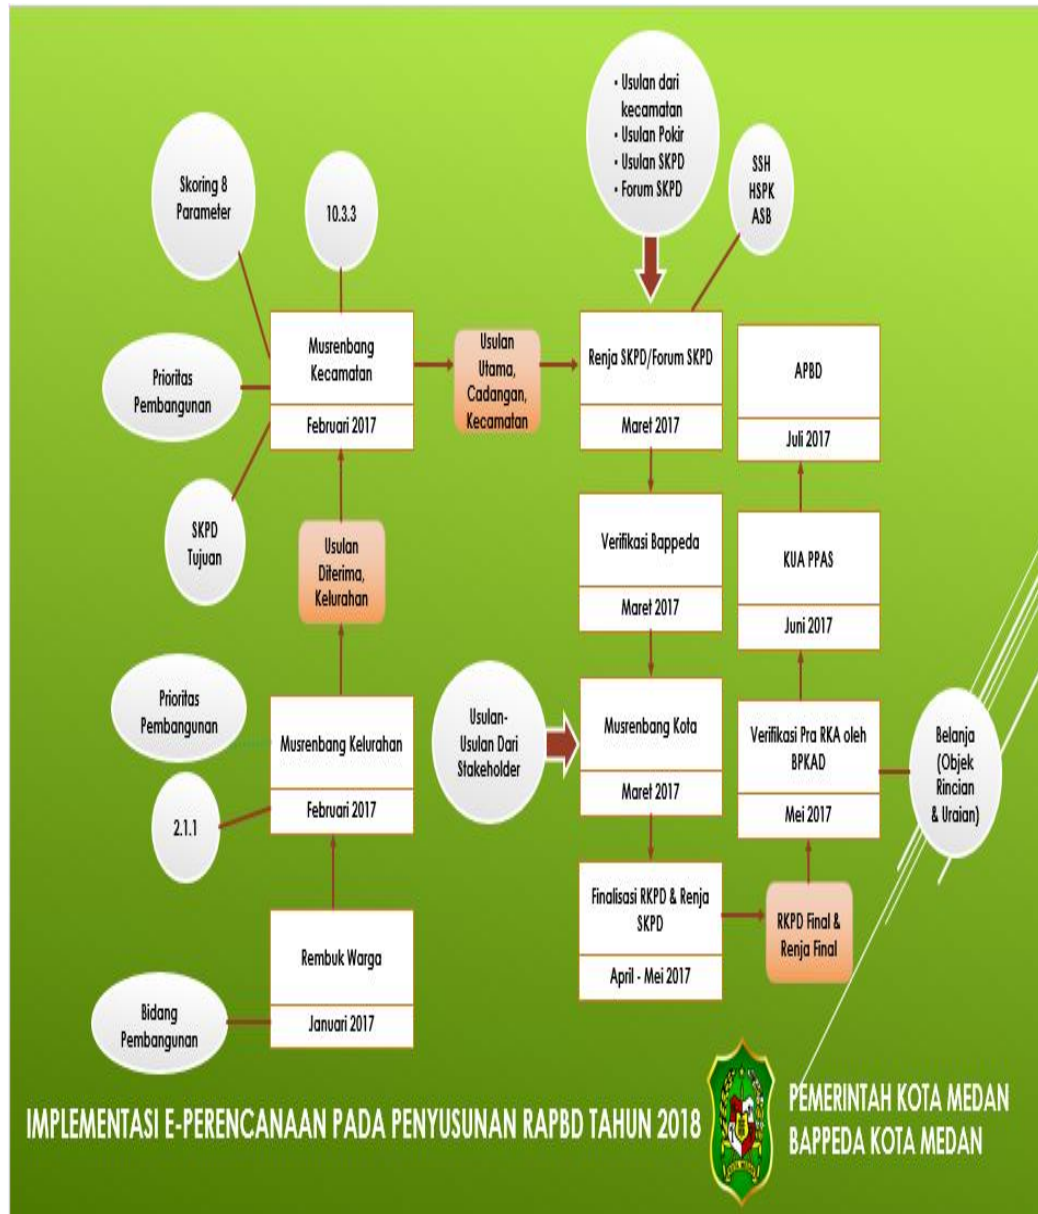 • Usulan dari
kecamatan
• Usulan Pokir
• Usulan SKPD
• Forum SKPD
SSH
HSPK
ASB
Skoring 8
Parameter
10.3.3
Musrenbang
Kecamatan
Februari 2017
Prioritas
Pembangunan
SKPD
Tujuan
Usulan
Utama,
Cadangan,
Kecamatan
Renja SKPD/Forum SKPD
Maret 2017
APBD
Juli 2017
Usulan
Diterima,
Kelurahan
Verifikasi Bappeda
Maret 2017
KUA PPAS
Juni 2017
Prioritas
Pembangunan
Musrenbang Kelurahan
Februari 2017
2.1.1
Usulan-
Usulan Dari
Stakeholder
Musrenbang Kota
Maret 2017
Verifikasi Pra RKA oleh
BPKAD
Mei 2017
Belanja
(Objek
Rincian
& Uraian)
Rembuk Warga
Januari 2017
Bidang
Pembangunan
Finalisasi RKPD & Renja
SKPD
April - Mei 2017
RKPD Final &
Renja Final
IMPLEMENTASI E-PERENCANAAN PADA PENYUSUNAN RAPBD TAHUN 2018
KOTA MEDAN
PEMERINTAH KOTA MEDAN
BAPPEDA KOTA MEDAN